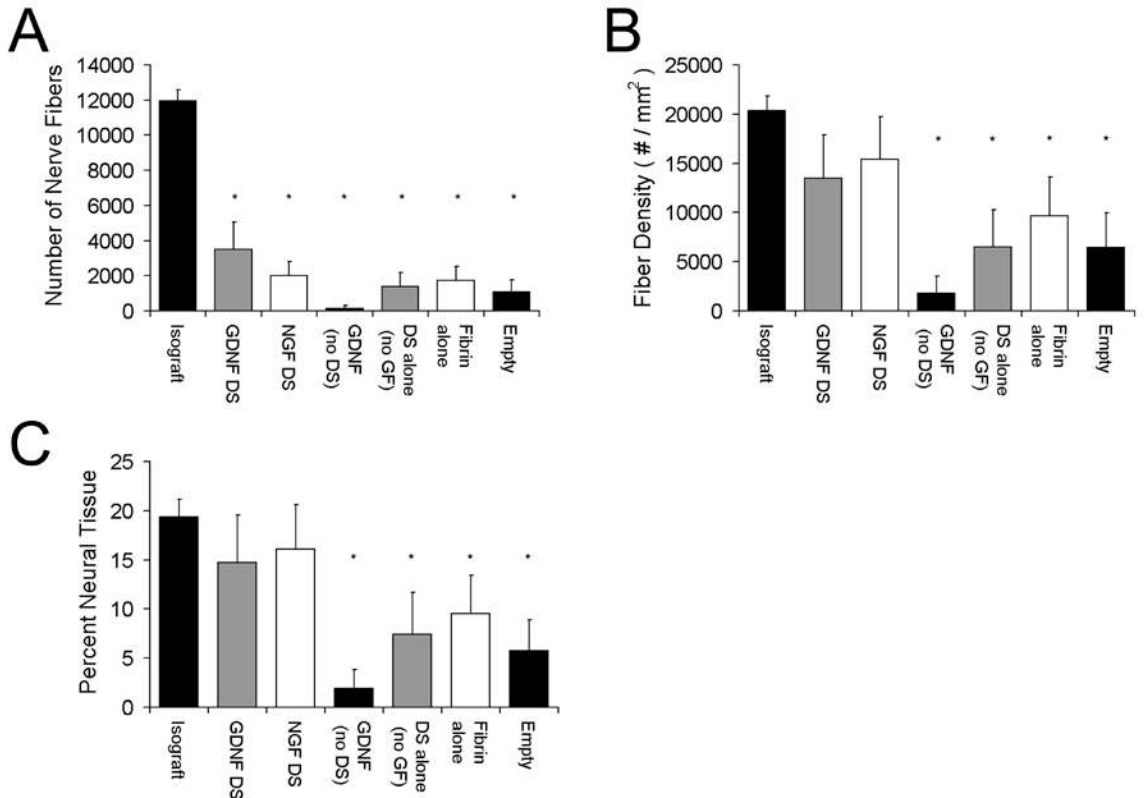 A
Number of Nerve Fibers
14000
12000
10000
8000
6000
4000
2000
0
* * * * * *
Isograft
GDNF DS
NGF DS
GDNF
(no DS)
DS alone
(no GF)
Fibrin
alone
Empty
B
Fiber Density ( # / mm² )
25000
20000
15000
10000
5000
0
* * * *
Isograft
GDNF DS
NGF DS
GDNF
(no DS)
DS alone
(no GF)
Fibrin
alone
Empty
C
Percent Neural Tissue
25
20
15
10
5
0
* * * *
Isograft
GDNF DS
NGF DS
GDNF
(no DS)
DS alone
(no GF)
Fibrin
alone
Empty